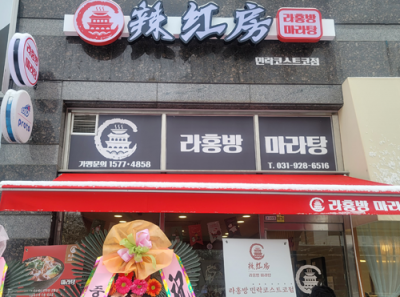 辣红房
라홍방
마라탕
민락코스트코점
가맹문의 1577-4858
라홍방
마라탕
T. 031-928-6516
라홍방 마라
辣红房
라홍방 민락코스트코점